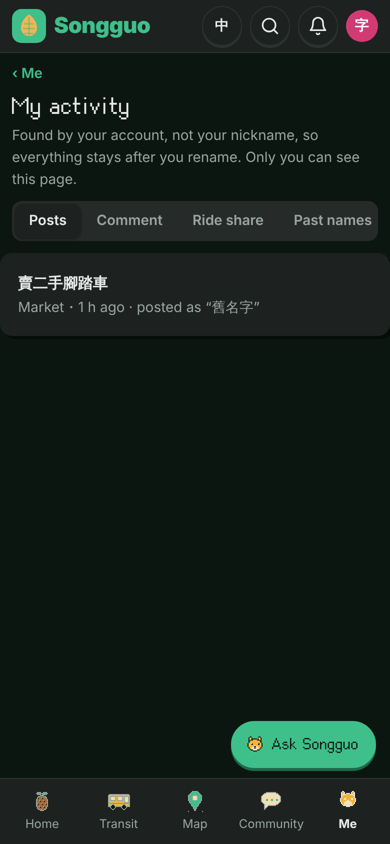 Songguo
中
字
‹ Me
My activity
Found by your account, not your nickname, so
everything stays after you rename. Only you can see
this page.
Posts
Comment
Ride share
Past names
賣二手腳踏車
Market · 1 h ago · posted as “舊名字”
Ask Songguo
Home
Transit
Map
Community
Me